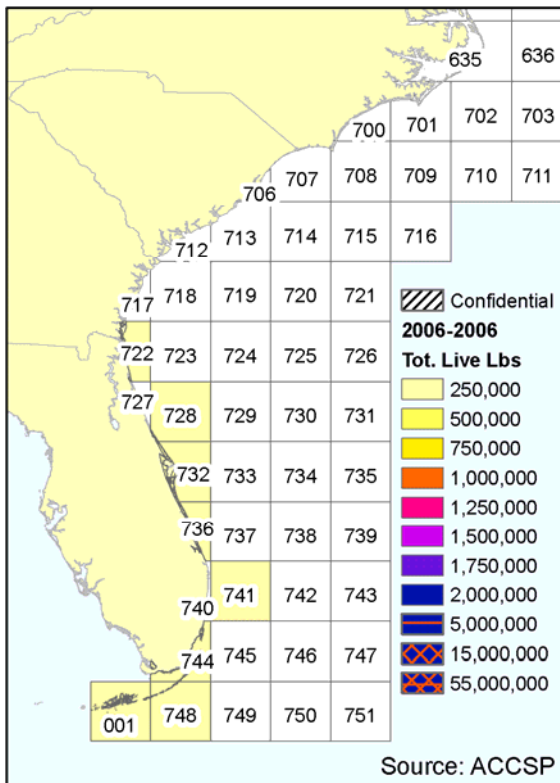 635 636
700 701 702 703
706 707 708 709 710 711
712 713 714 715 716
717 718 719 720 721
722 723 724 725 726
727 728 729 730 731
732 733 734 735
736 737 738 739
740 741 742 743
744 745 746 747
001 748 749 750 751
Confidential
2006-2006
Tot. Live Lbs
250,000
500,000
750,000
1,000,000
1,250,000
1,500,000
1,750,000
2,000,000
5,000,000
15,000,000
55,000,000
Source: ACCSP